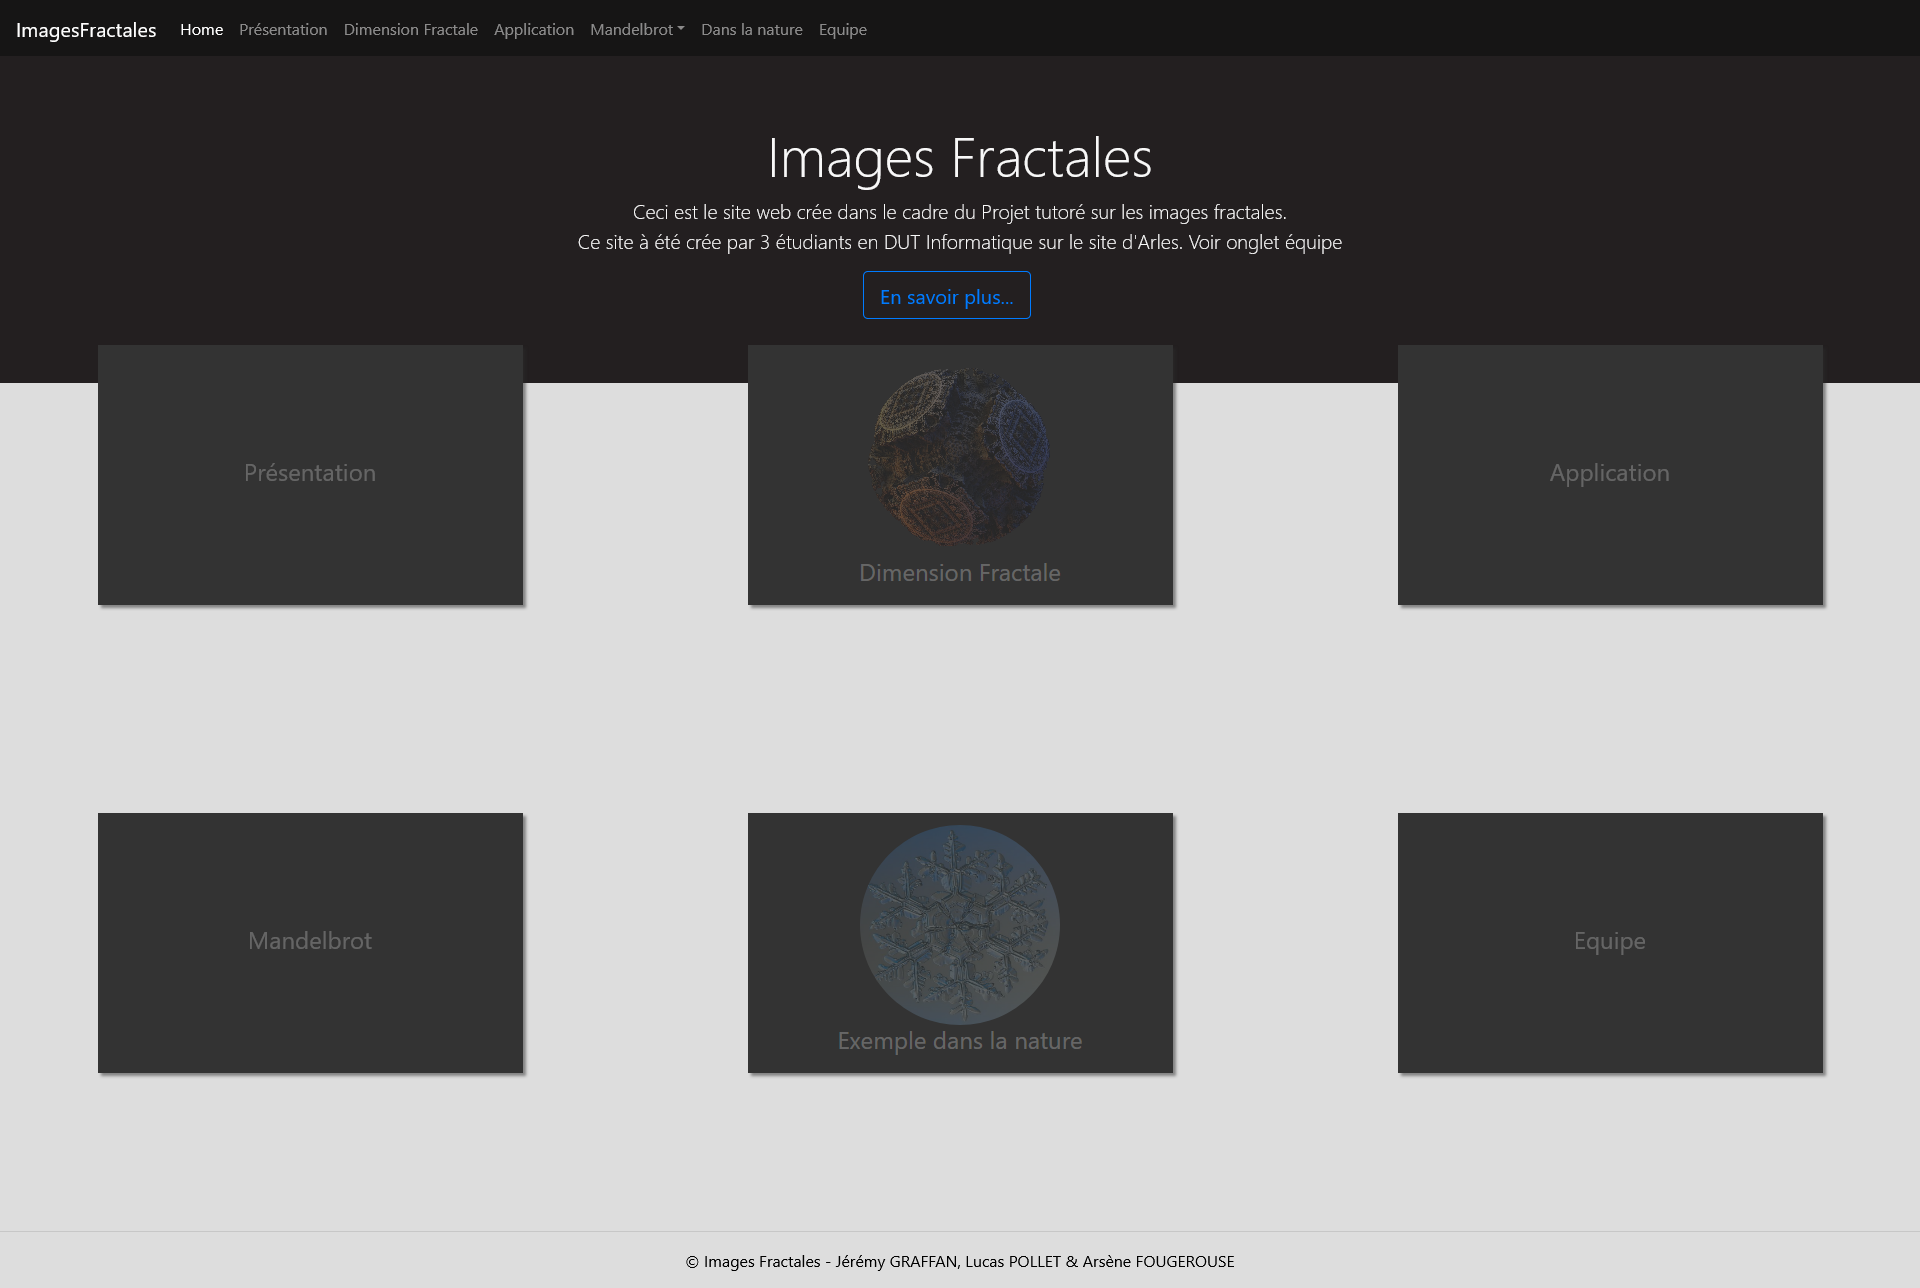 ImagesFractales Home Présentation Dimension Fractale Application Mandelbrot Dans la nature Equipe
Images Fractales
Ceci est le site web crée dans le cadre du Projet tutoré sur les images fractales.
Ce site à été crée par 3 étudiants en DUT Informatique sur le site d'Arles. Voir onglet équipe
En savoir plus...
Présentation
Dimension Fractale
Application
Mandelbrot
Exemple dans la nature
Equipe
© Images Fractales - Jérémy GRAFFAN, Lucas POLLET & Arsène FOUGEROUSE